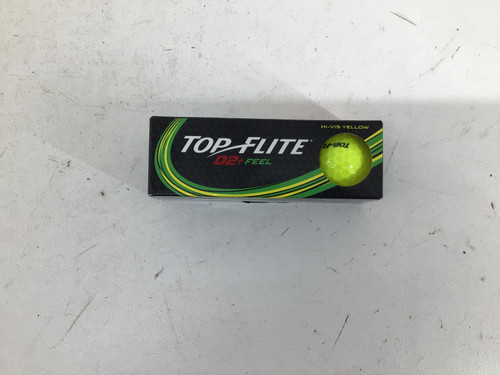 HI-VIS YELLOW
TOP FLITE
D2+ FEEL